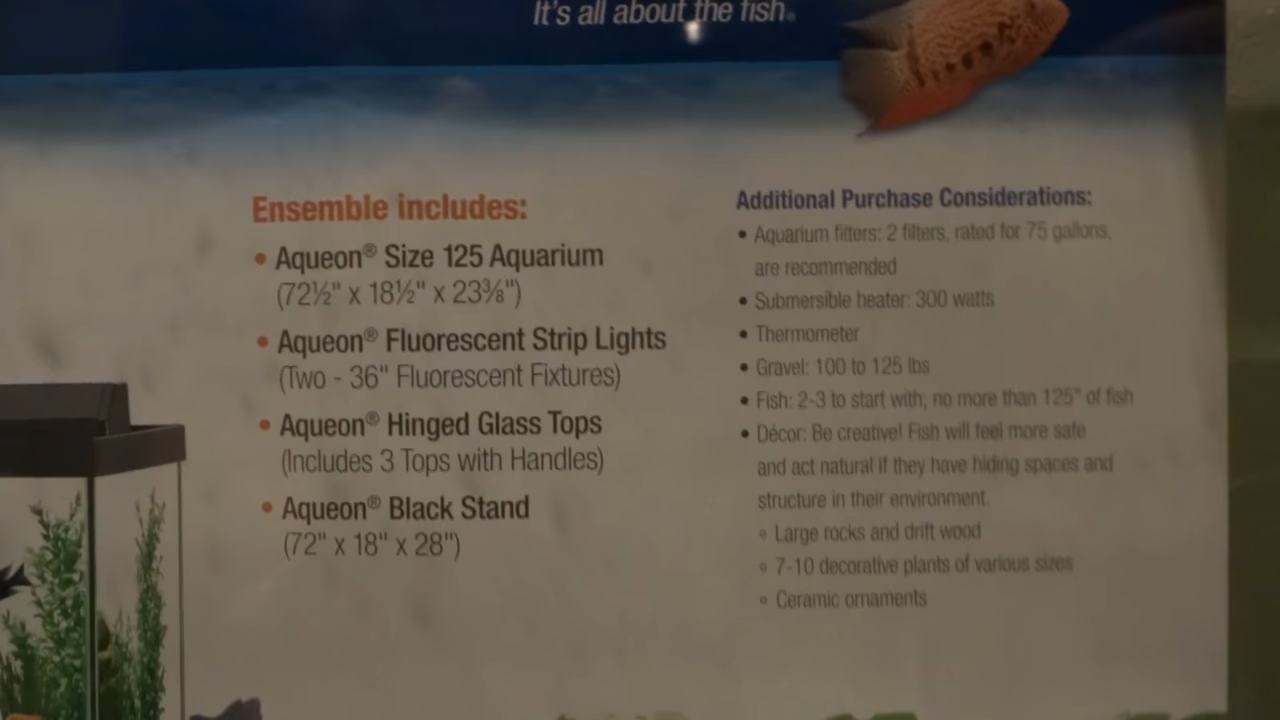 It's all about the fish®
Ensemble includes:
• Aqueon® Size 125 Aquarium
(72½" x 18½" x 23⅜")
• Aqueon® Fluorescent Strip Lights
(Two - 36" Fluorescent Fixtures)
• Aqueon® Hinged Glass Tops
(Includes 3 Tops with Handles)
• Aqueon® Black Stand
(72" x 18" x 28")
Additional Purchase Considerations:
• Aquarium filters: 2 filters, rated for 75 gallons,
are recommended
• Submersible heater: 300 watts
• Thermometer
• Gravel: 100 to 125 lbs
• Fish: 2-3 to start with; no more than 125" of fish
• Décor: Be creative! Fish will feel more safe
and act natural if they have hiding spaces and
structure in their environment.
◦ Large rocks and drift wood
◦ 7-10 decorative plants of various sizes
◦ Ceramic ornaments